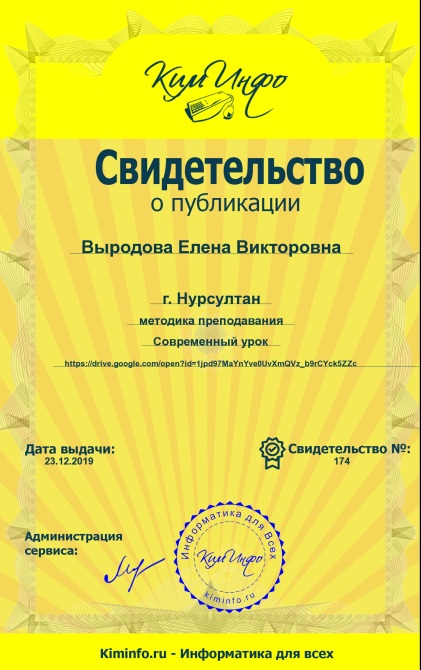 КимИнфо
Свидетельство
о публикации
Выродова Елена Викторовна
г. Нурсултан
методика преподавания
Современный урок
https://drive.google.com/open?id=1jpd97MaYnYve0UvXmQVz_b9rCYck5ZZc
Дата выдачи:
23.12.2019
Свидетельство №:
174
Администрация
сервиса:
Информатика для Всех
КимИнфо
kiminfo.ru
Kiminfo.ru - Информатика для всех